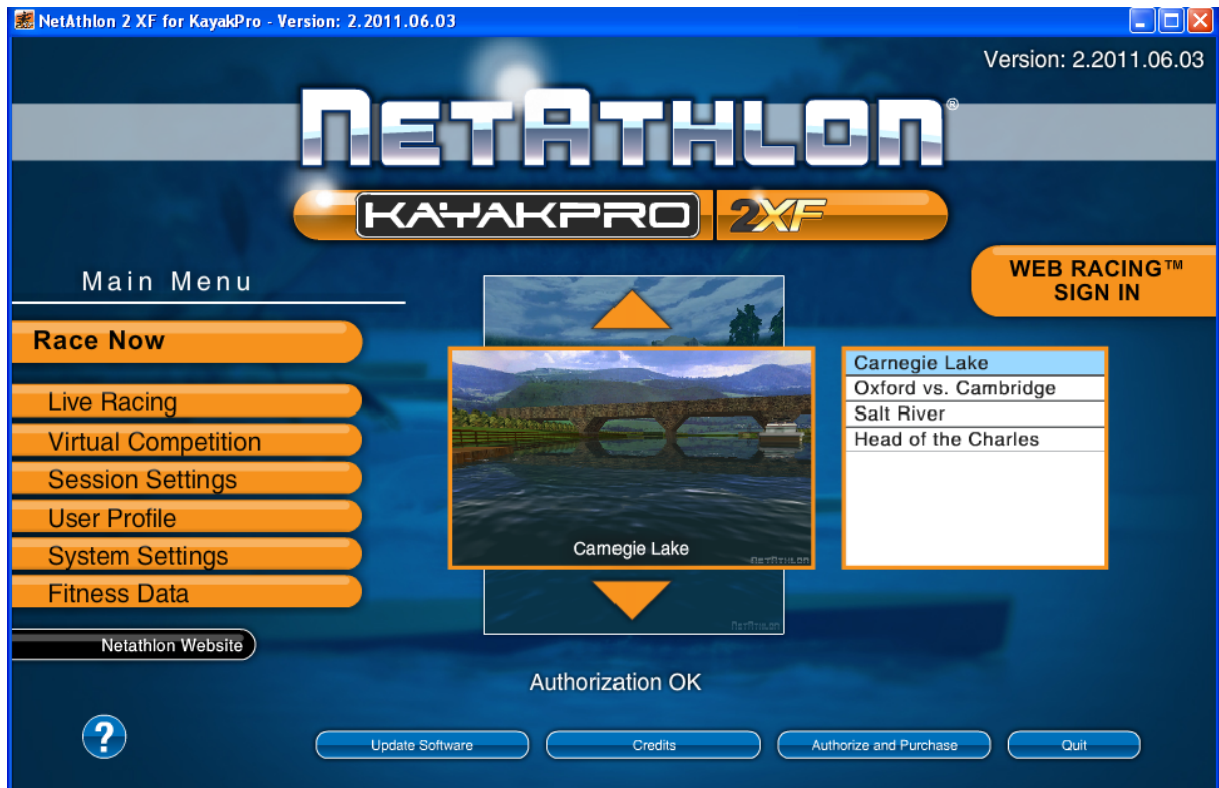 NetAthlon 2 XF for KayakPro - Version: 2.2011.06.03
Version: 2.2011.06.03
NETATHLON®
KAYAKPRO 2XF
WEB RACING™
SIGN IN
Main Menu
Race Now
Live Racing
Virtual Competition
Session Settings
User Profile
System Settings
Fitness Data
Netathlon Website
Carnegie Lake
NETATHLON
NETATHLON
Carnegie Lake
Oxford vs. Cambridge
Salt River
Head of the Charles
Authorization OK
?
Update Software
Credits
Authorize and Purchase
Quit